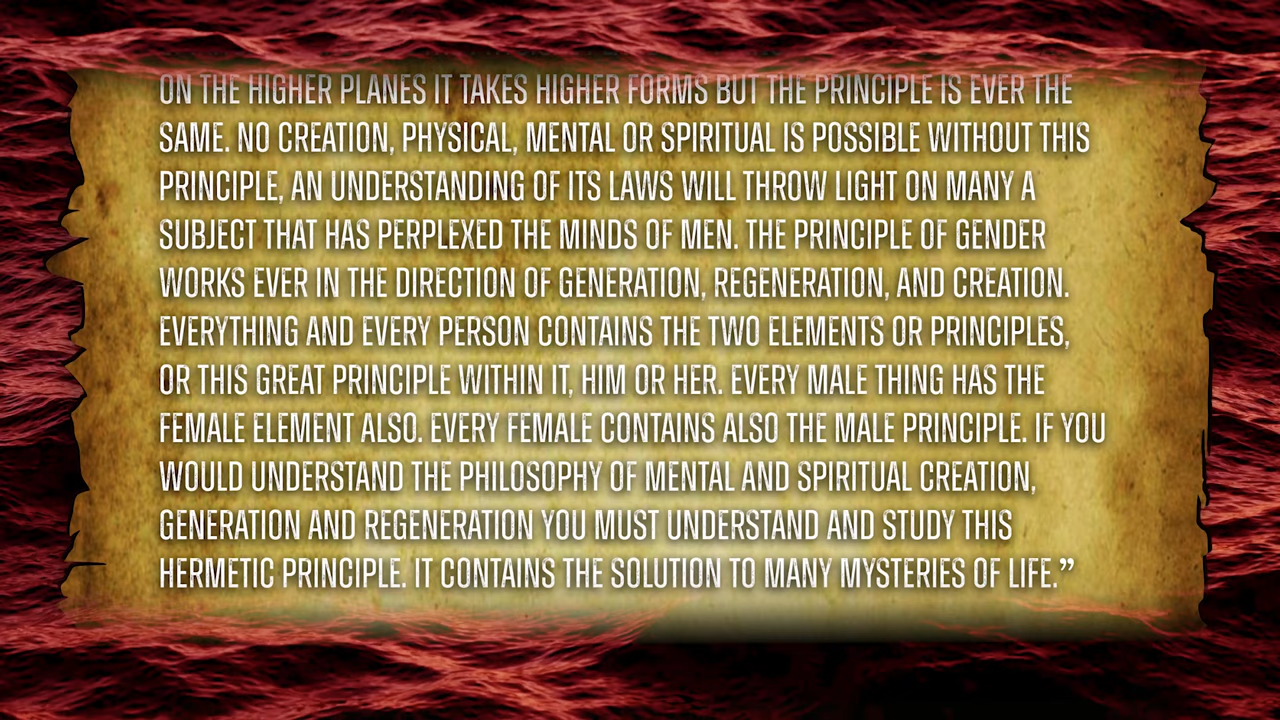 ON THE HIGHER PLANES IT TAKES HIGHER FORMS BUT THE PRINCIPLE IS EVER THE
SAME. NO CREATION, PHYSICAL, MENTAL OR SPIRITUAL IS POSSIBLE WITHOUT THIS
PRINCIPLE, AN UNDERSTANDING OF ITS LAWS WILL THROW LIGHT ON MANY A
SUBJECT THAT HAS PERPLEXED THE MINDS OF MEN. THE PRINCIPLE OF GENDER
WORKS EVER IN THE DIRECTION OF GENERATION, REGENERATION, AND CREATION.
EVERYTHING AND EVERY PERSON CONTAINS THE TWO ELEMENTS OR PRINCIPLES,
OR THIS GREAT PRINCIPLE WITHIN IT, HIM OR HER. EVERY MALE THING HAS THE
FEMALE ELEMENT ALSO. EVERY FEMALE CONTAINS ALSO THE MALE PRINCIPLE. IF YOU
WOULD UNDERSTAND THE PHILOSOPHY OF MENTAL AND SPIRITUAL CREATION,
GENERATION AND REGENERATION YOU MUST UNDERSTAND AND STUDY THIS
HERMETIC PRINCIPLE. IT CONTAINS THE SOLUTION TO MANY MYSTERIES OF LIFE.”